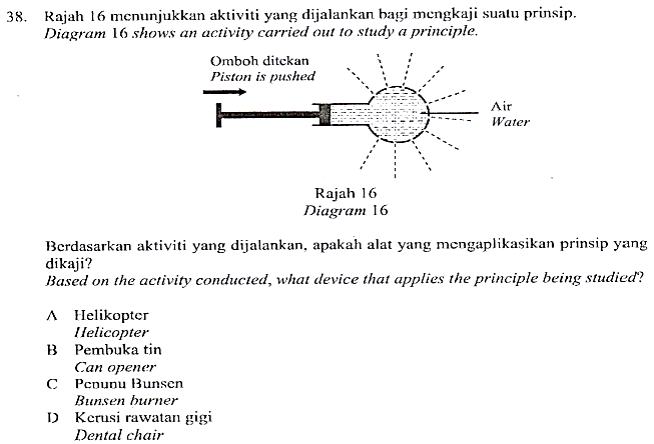 38. Rajah 16 menunjukkan aktiviti yang dijalankan bagi mengkaji suatu prinsip.
Diagram 16 shows an activity carried out to study a principle.
Omboh ditekan
Piston is pushed
Air
Water
Rajah 16
Diagram 16
Berdasarkan aktiviti yang dijalankan, apakah alat yang mengaplikasikan prinsip yang
dikaji?
Based on the activity conducted, what device that applies the principle being studied?
A Helikopter
Helicopter
B Pembuka tin
Can opener
C Penunu Bunsen
Bunsen burner
D Kerusi rawatan gigi
Dental chair